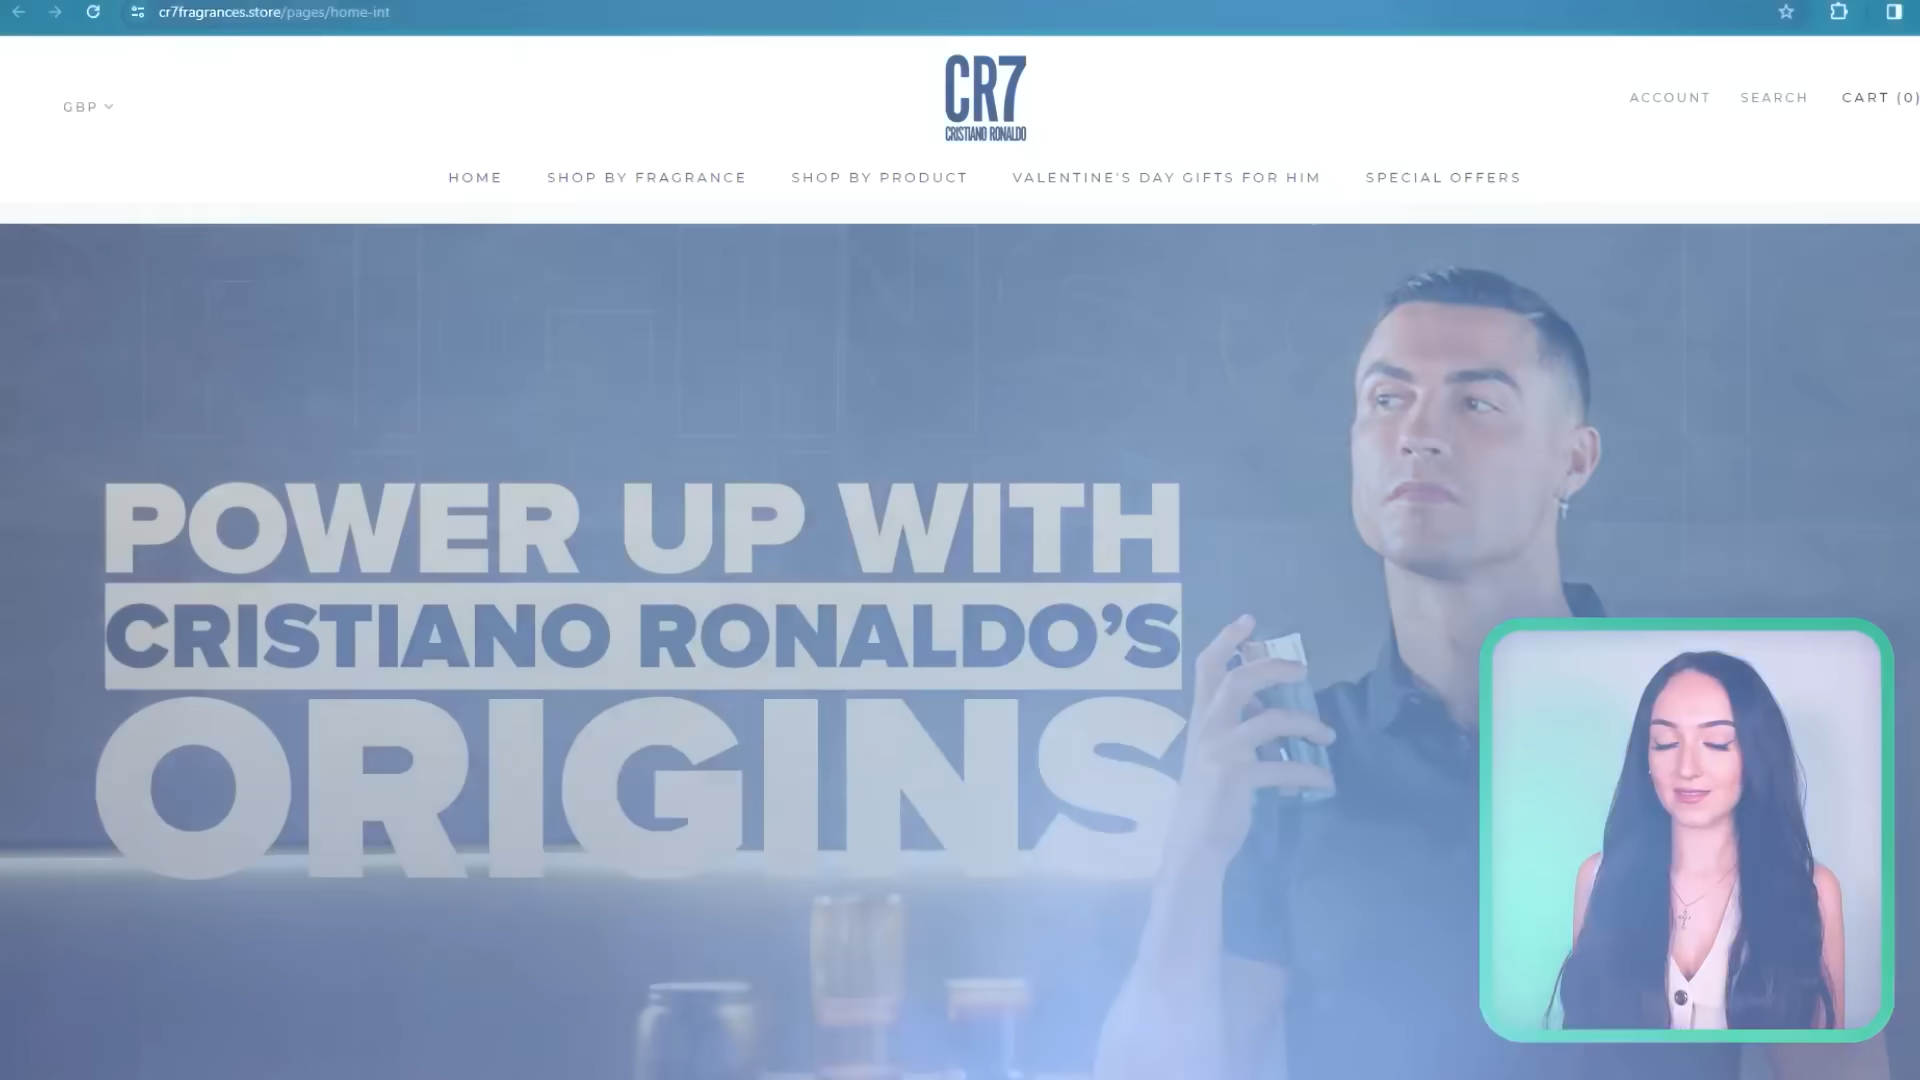 cr7fragrances.store/pages/home-int
GBP
CR7
CRISTIANO RONALDO
ACCOUNT SEARCH CART (0)
HOME SHOP BY FRAGRANCE SHOP BY PRODUCT VALENTINE'S DAY GIFTS FOR HIM SPECIAL OFFERS
POWER UP WITH
CRISTIANO RONALDO’S
ORIGINS